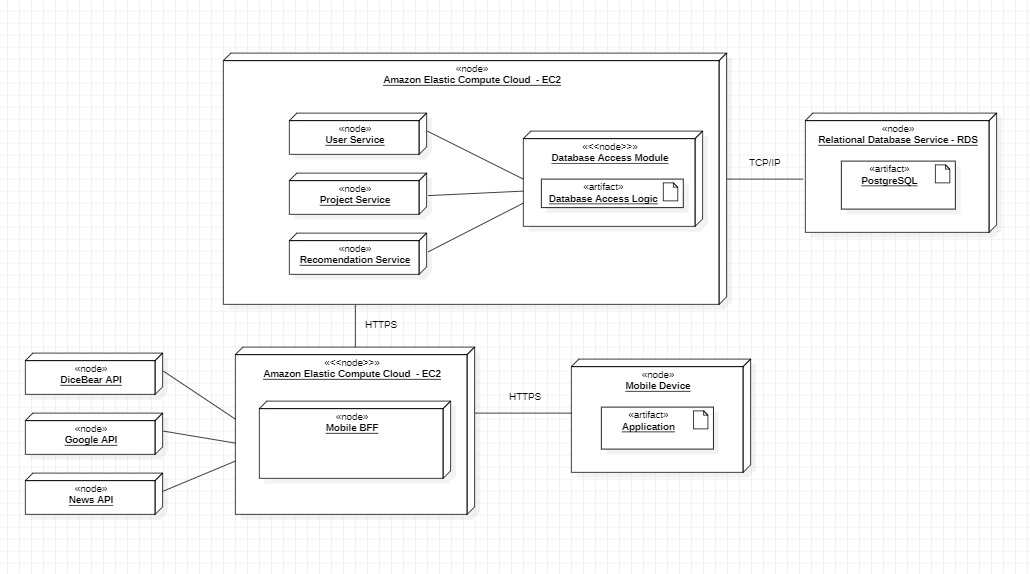 «node»
Amazon Elastic Compute Cloud - EC2
«node»
User Service
«node»
Project Service
«node»
Recomendation Service
«<<node>>»
Database Access Module
«artifact»
Database Access Logic
TCP/IP
«node»
Relational Database Service - RDS
«artifact»
PostgreSQL
HTTPS
«node»
DiceBear API
«node»
Google API
«node»
News API
«<<node>>»
Amazon Elastic Compute Cloud - EC2
«node»
Mobile BFF
HTTPS
«node»
Mobile Device
«artifact»
Application